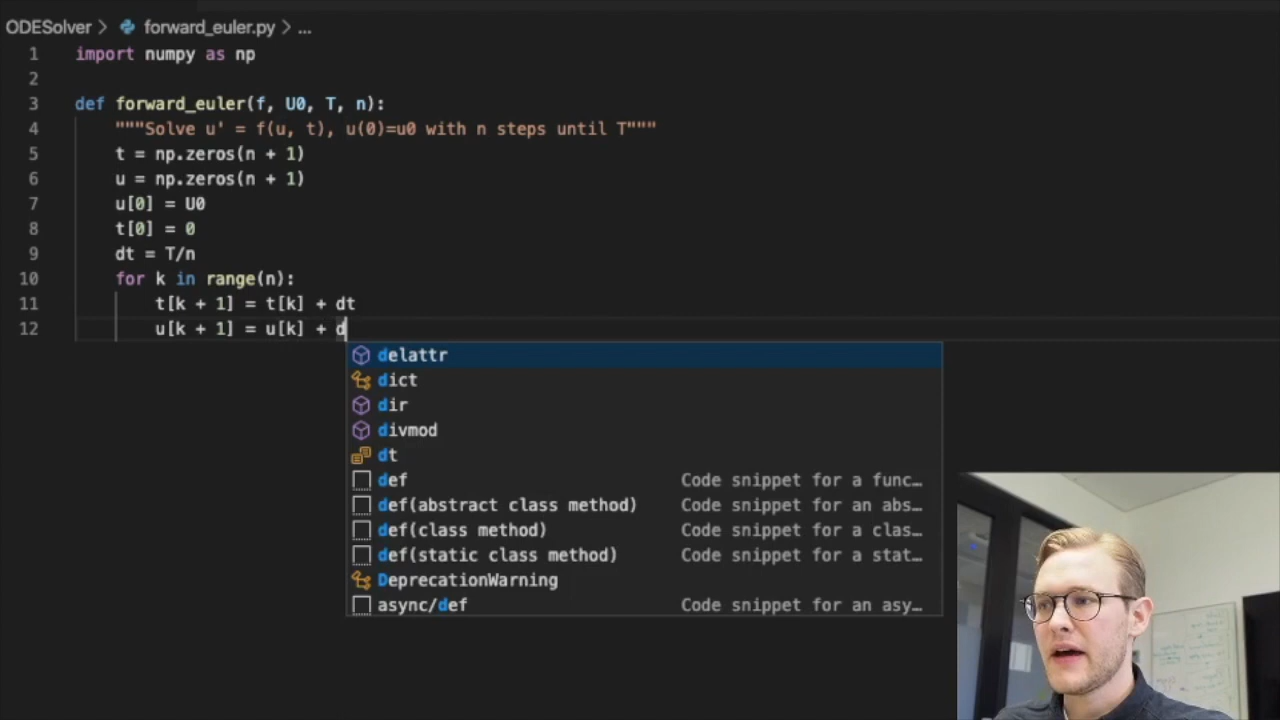 ODESolver > forward_euler.py > ...
1 import numpy as np
2
3 def forward_euler(f, U0, T, n):
4 """Solve u' = f(u, t), u(0)=u0 with n steps until T"""
5 t = np.zeros(n + 1)
6 u = np.zeros(n + 1)
7 u[0] = U0
8 t[0] = 0
9 dt = T/n
10 for k in range(n):
11 t[k + 1] = t[k] + dt
12 u[k + 1] = u[k] + d
delattr
dict
dir
divmod
dt
def Code snippet for a func…
def(abstract class method) Code snippet for an abs…
def(class method) Code snippet for a clas…
def(static class method) Code snippet for a stat…
DeprecationWarning
async/def Code snippet for an asy…